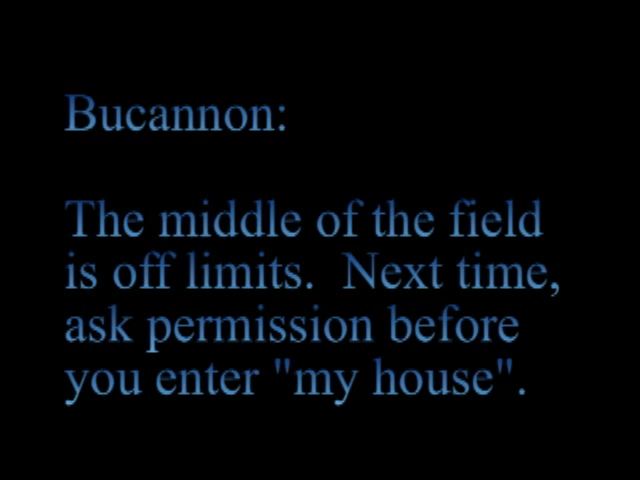 Bucannon:
The middle of the field
is off limits.  Next time,
ask permission before
you enter "my house".